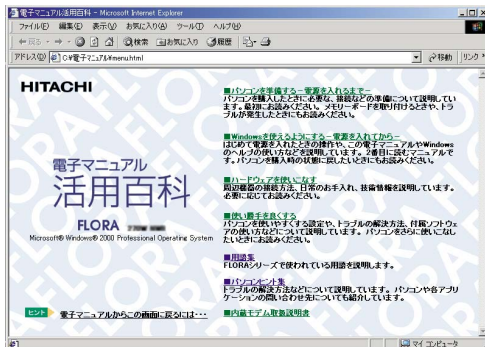 電子マニュアル活用百科 - Microsoft Internet Explorer
ファイル(F) 編集(E) 表示(V) お気に入り(A) ツール(T) ヘルプ(H)
戻る 検索 お気に入り 履歴
アドレス(D) C:¥電子マニュアル¥menu.html 移動 リンク
HITACHI
電子マニュアル
活用百科
FLORA
Microsoft® Windows® 2000 Professional Operating System
ヒント 電子マニュアルからこの画面に戻るには・・・
■パソコンを準備する－電源を入れるまで－
パソコンを購入したときに必要な、接続などの準備について説明してい
ます。最初にお読みください。メモリーボードを取り付けるときや、トラ
ブルが発生したときにもお読みください。
■Windowsを使えるようにする－電源を入れてから－
はじめて電源を入れたときの操作や、この電子マニュアルやWindows
のヘルプの使い方などを説明しています。2番目に読むマニュアルで
す。パソコンを購入時の状態に戻したいときにもお読みください。
■ハードウェアを使いこなす
周辺機器の接続方法、日常のお手入れ、技術情報を説明しています。
必要に応じてお読みください。
■使い勝手を良くする
パソコンを使いやすくする設定や、トラブルの解決方法、付属ソフトウェ
アの使い方などについて説明しています。パソコンをさらに使いこなし
たいときにお読みください。
■用語集
FLORAシリーズで使われている用語を説明します。
■パソコンヒント集
トラブルの解決方法などについて説明しています。パソコンや各アプリ
ケーションの問い合わせ先についても紹介しています。
■内蔵モデム取扱説明書
マイ コンピュータ